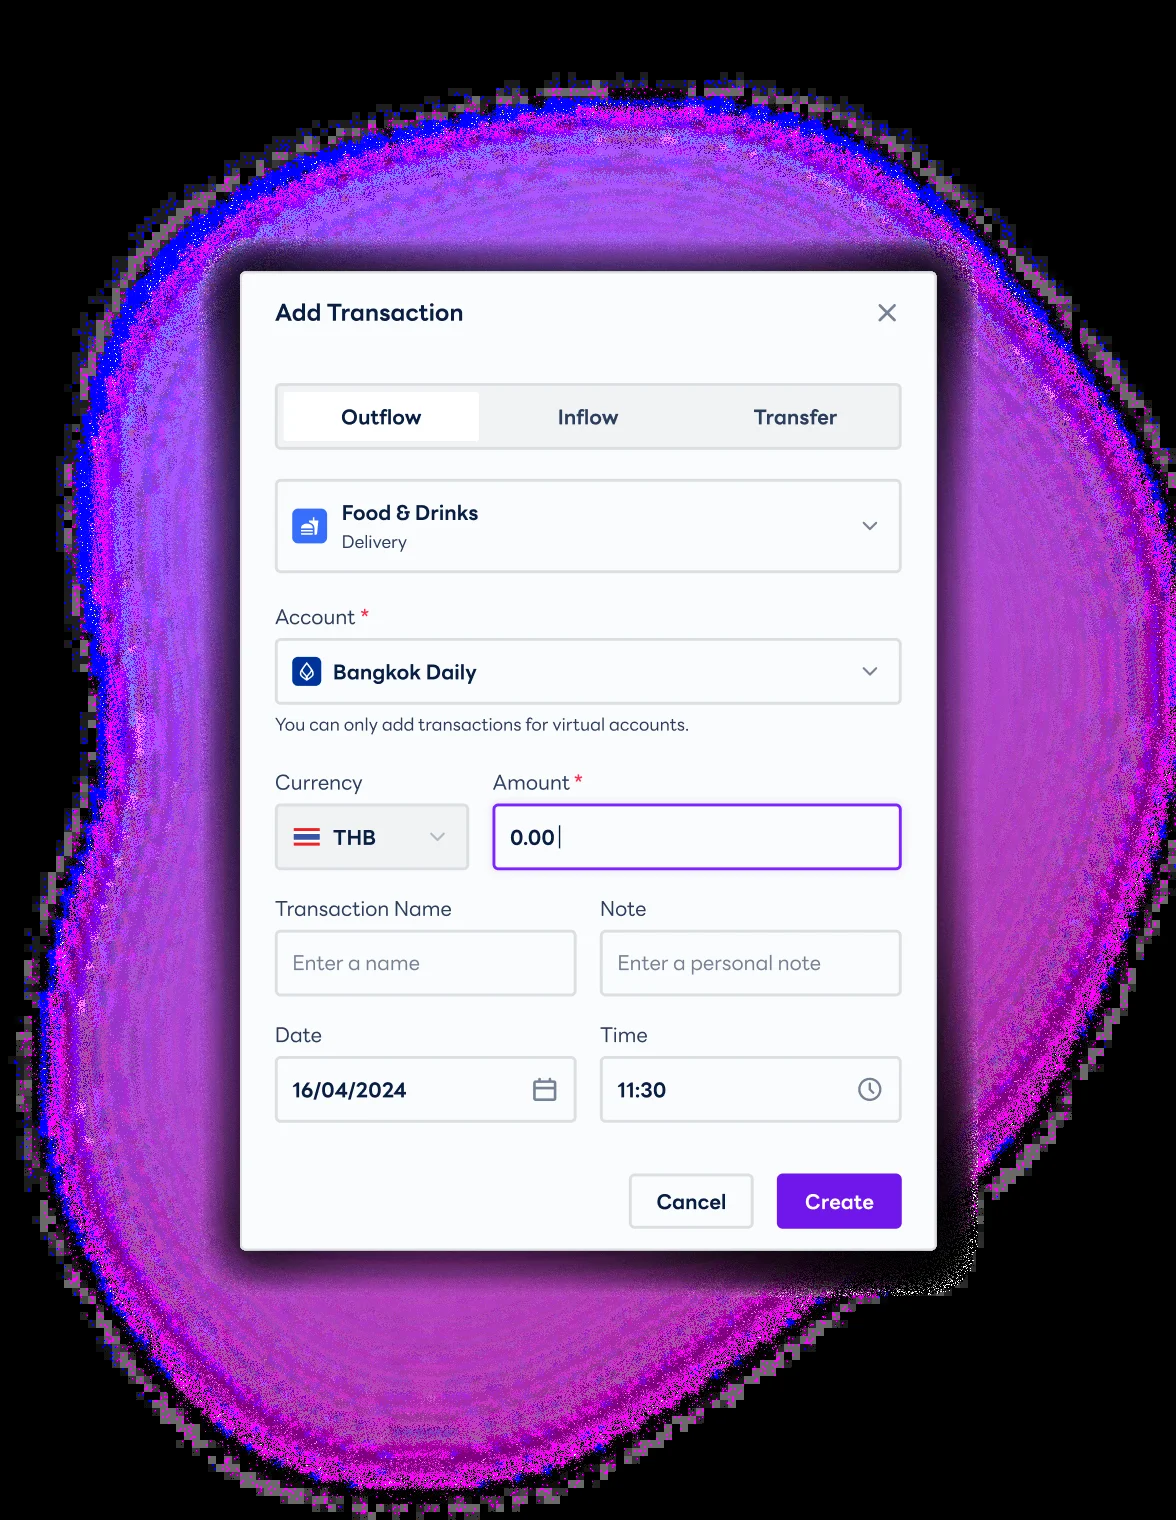 Add Transaction
Outflow Inflow Transfer
Food & Drinks
Delivery
Account *
Bangkok Daily
You can only add transactions for virtual accounts.
Currency Amount *
THB 0.00
Transaction Name Note
Enter a name Enter a personal note
Date Time
16/04/2024 11:30
Cancel Create